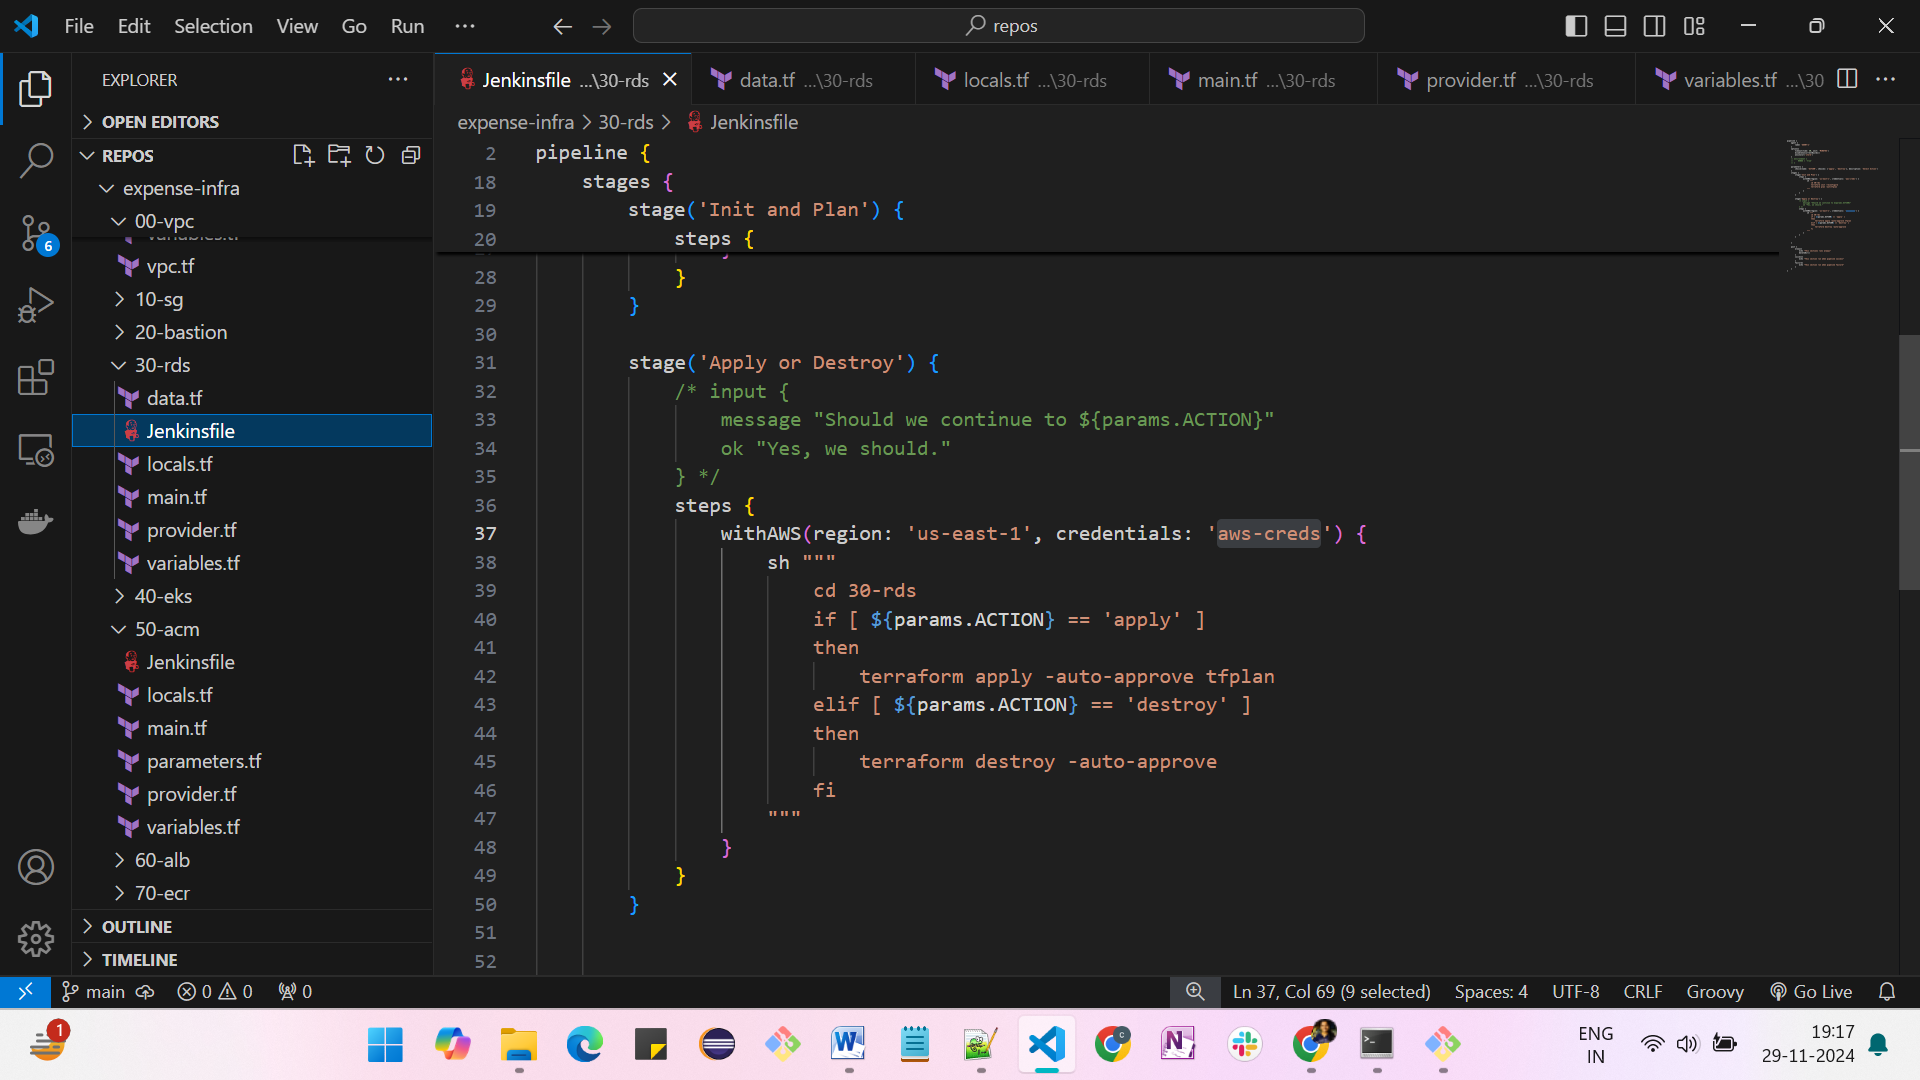 File Edit Selection View Go Run ··· repos
EXPLORER ···
OPEN EDITORS
REPOS
expense-infra
00-vpc
variables.tf
vpc.tf
10-sg
20-bastion
30-rds
data.tf
Jenkinsfile
locals.tf
main.tf
provider.tf
variables.tf
40-eks
50-acm
Jenkinsfile
locals.tf
main.tf
parameters.tf
provider.tf
variables.tf
60-alb
70-ecr
OUTLINE
TIMELINE
6
Jenkinsfile ...\30-rds data.tf ...\30-rds locals.tf ...\30-rds main.tf ...\30-rds provider.tf ...\30-rds variables.tf ...\30 ···
expense-infra > 30-rds > Jenkinsfile
2 pipeline {
18 stages {
19 stage('Init and Plan') {
20 steps {
28 }
29 }
30
31 stage('Apply or Destroy') {
32 /* input {
33 message "Should we continue to ${params.ACTION}"
34 ok "Yes, we should."
35 } */
36 steps {
37 withAWS(region: 'us-east-1', credentials: 'aws-creds') {
38 sh """
39 cd 30-rds
40 if [ ${params.ACTION} == 'apply' ]
41 then
42 terraform apply -auto-approve tfplan
43 elif [ ${params.ACTION} == 'destroy' ]
44 then
45 terraform destroy -auto-approve
46 fi
47 """
48 }
49 }
50 }
51
52
main 0 0 0 Ln 37, Col 69 (9 selected) Spaces: 4 UTF-8 CRLF Groovy Go Live
1
ENG
IN
19:17
29-11-2024